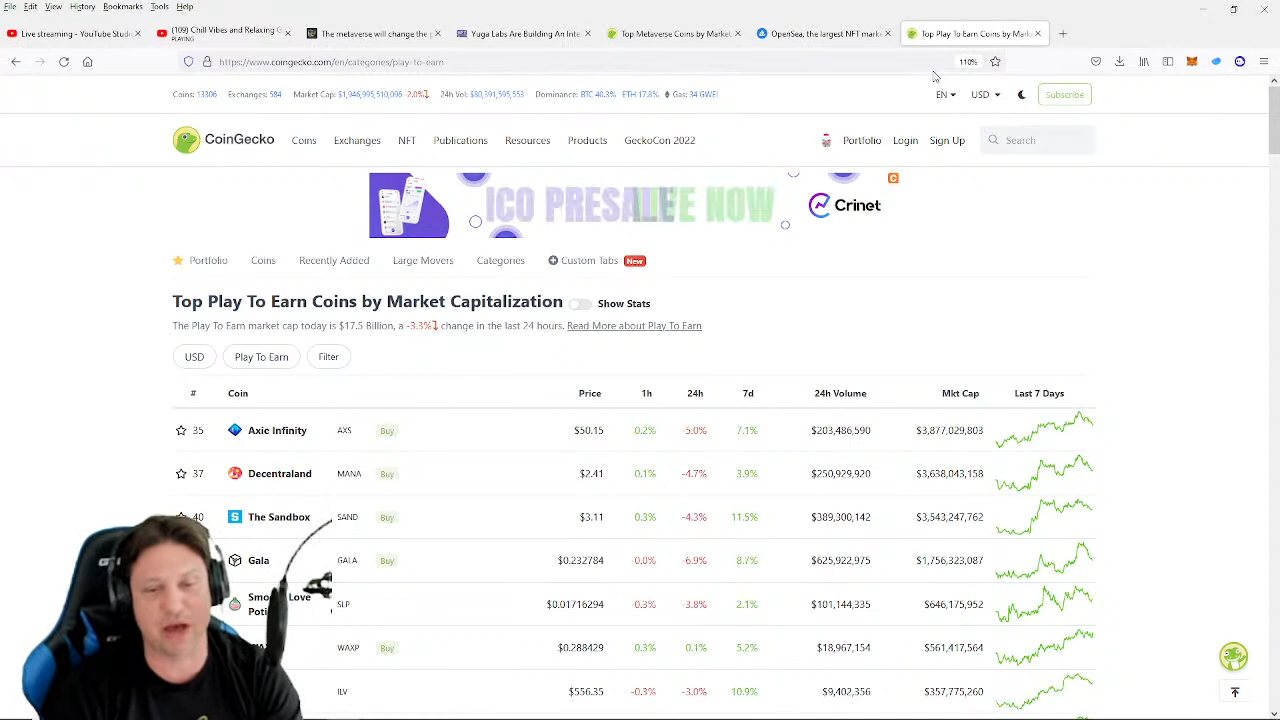 File Edit View History Bookmarks Tools Help
Live streaming - YouTube Studi
(109) Chill Vibes and Relaxing
PLAYING
The metaverse will change the p
Yuga Labs Are Building An Inte
Top Metaverse Coins by Market
OpenSea, the largest NFT marke
Top Play To Earn Coins by Mark
https://www.coingecko.com/en/categories/play-to-earn
110%
Coins: 13306 Exchanges: 584 Market Cap: $1,946,995,510,096 -2.0% 24h Vol: $80,391,595,553 Dominance: BTC 40.3% ETH 17.8% Gas: 34 GWEI
EN USD Subscribe
CoinGecko Coins Exchanges NFT Publications Resources Products GeckoCon 2022 Portfolio Login Sign Up Search
ICO PRESALE LIVE NOW
Crinet
Portfolio Coins Recently Added Large Movers Categories Custom Tabs New
Top Play To Earn Coins by Market Capitalization Show Stats
The Play To Earn market cap today is $17.5 Billion, a -3.3% change in the last 24 hours. Read More about Play To Earn
USD Play To Earn Filter
# Coin Price 1h 24h 7d 24h Volume Mkt Cap Last 7 Days
35 Axie Infinity AXS Buy $50.15 0.2% -5.0% 7.1% $203,486,590 $3,877,029,803
37 Decentraland MANA Buy $2.41 0.1% -4.7% 3.9% $250,929,920 $3,638,043,158
40 The Sandbox SAND Buy $3.11 0.3% -4.3% 11.5% $389,300,142 $3,543,247,762
Gala GALA Buy $0.232784 -0.0% -6.9% 8.7% $625,922,975 $1,756,323,087
Love SLP $0.01716294 -0.3% -3.8% 2.1% $101,144,335 $646,175,952
WAXP Buy $0.288429 0.3% 0.1% 5.2% $18,967,154 $561,417,564
ILV $556.35 -0.3% -3.0% 10.9% $9,402,356 $357,775,260